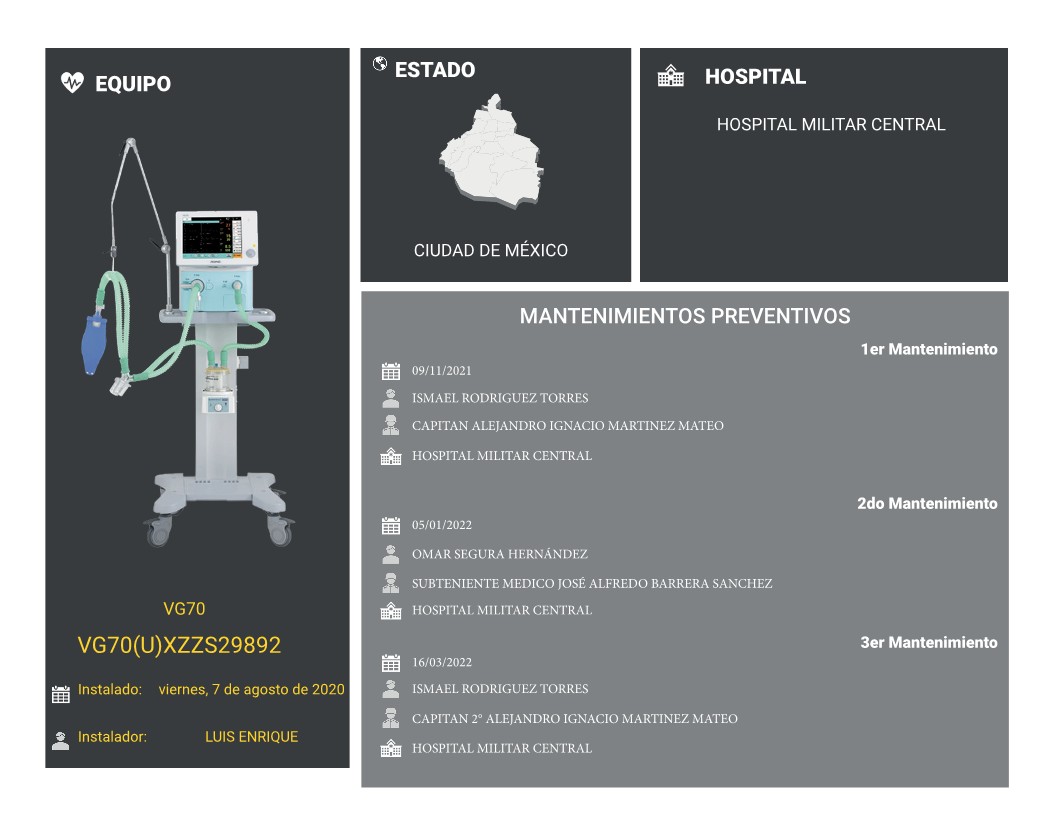 EQUIPO
VG70
VG70(U)XZZS29892
Instalado: viernes, 7 de agosto de 2020
Instalador: LUIS ENRIQUE
ESTADO
CIUDAD DE MÉXICO
HOSPITAL
HOSPITAL MILITAR CENTRAL
MANTENIMIENTOS PREVENTIVOS
1er Mantenimiento
09/11/2021
ISMAEL RODRIGUEZ TORRES
CAPITAN ALEJANDRO IGNACIO MARTINEZ MATEO
HOSPITAL MILITAR CENTRAL
2do Mantenimiento
05/01/2022
OMAR SEGURA HERNÁNDEZ
SUBTENIENTE MEDICO JOSÉ ALFREDO BARRERA SANCHEZ
HOSPITAL MILITAR CENTRAL
3er Mantenimiento
16/03/2022
ISMAEL RODRIGUEZ TORRES
CAPITAN 2° ALEJANDRO IGNACIO MARTINEZ MATEO
HOSPITAL MILITAR CENTRAL